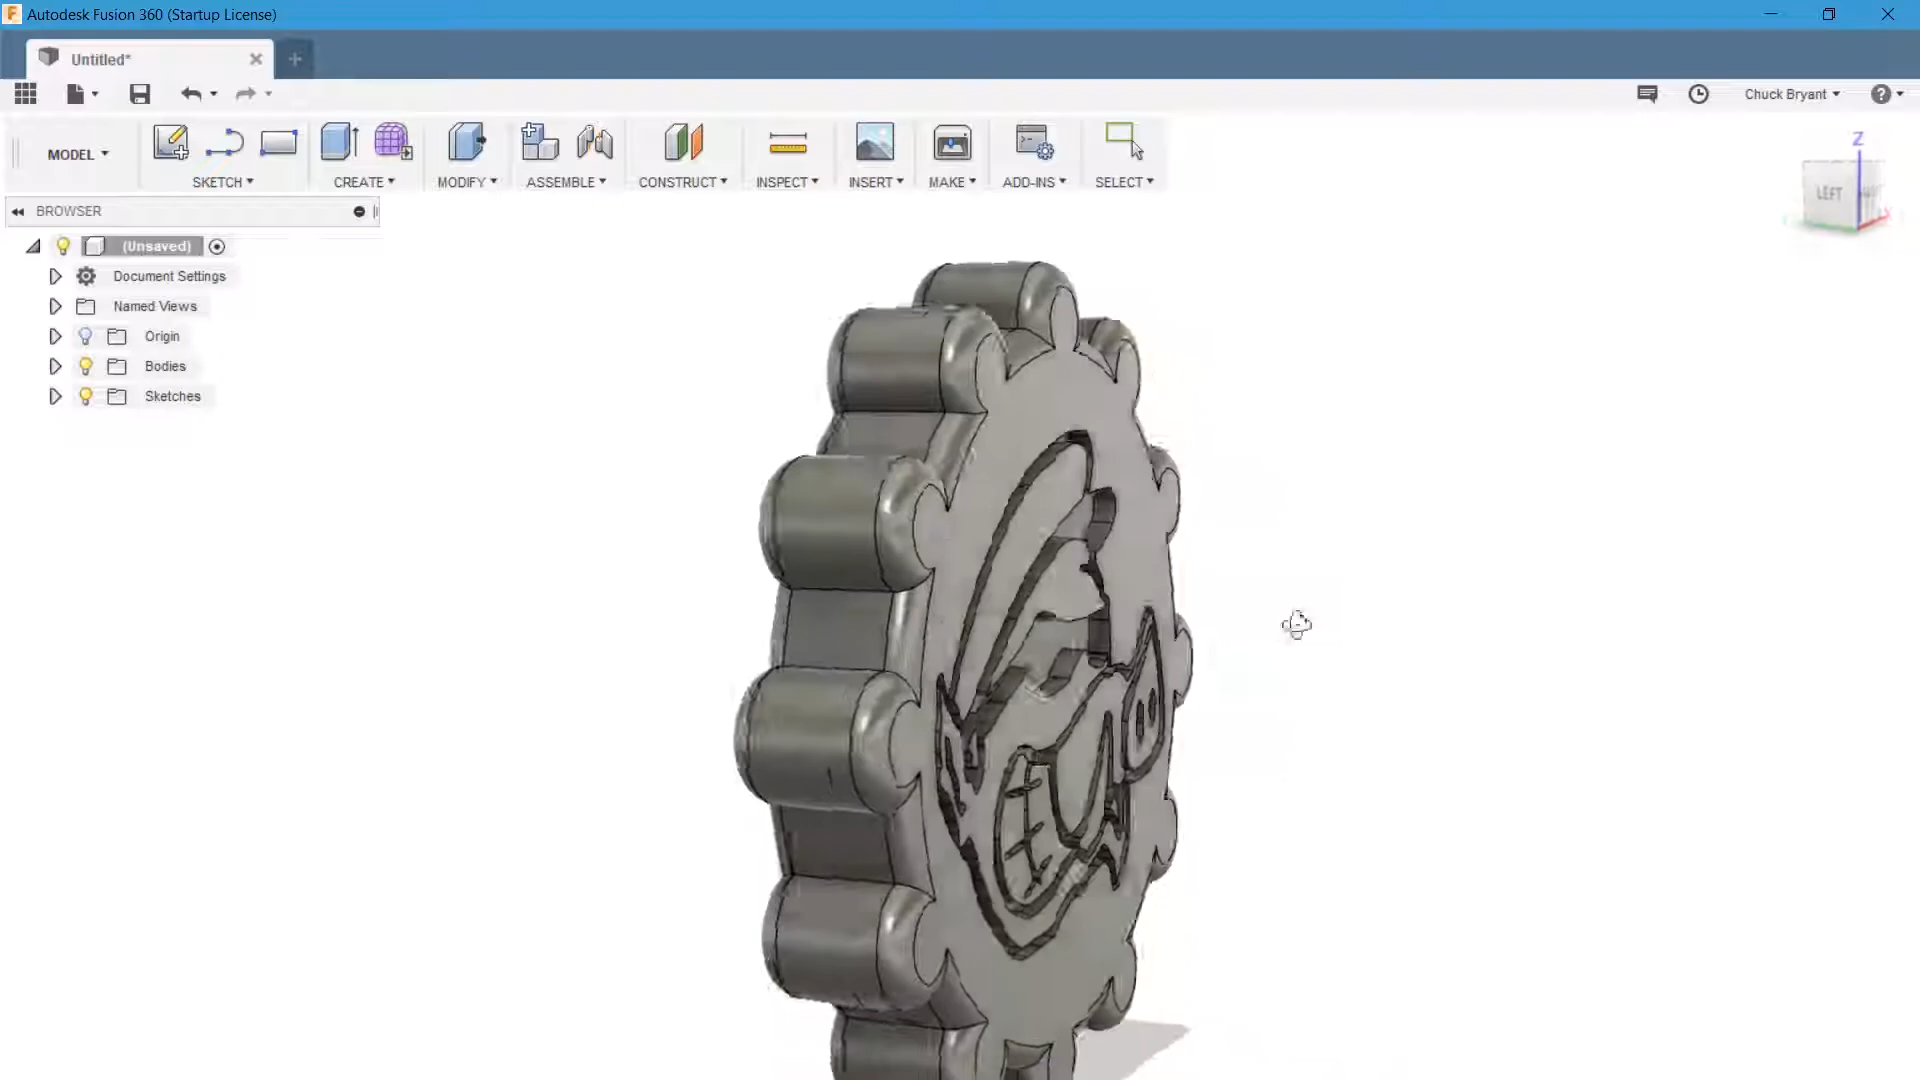 Autodesk Fusion 360 (Startup License)
Untitled*
Chuck Bryant
MODEL
SKETCH
CREATE
MODIFY
ASSEMBLE
CONSTRUCT
INSPECT
INSERT
MAKE
ADD-INS
SELECT
Z
LEFT
BROWSER
(Unsaved)
Document Settings
Named Views
Origin
Bodies
Sketches